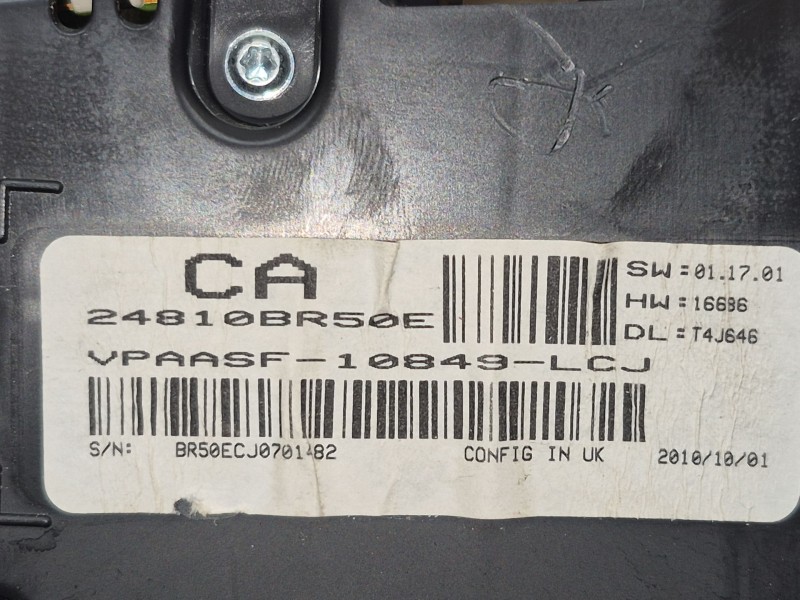 CA
24810BR50E
VPAASF-10849-LCJ
SW:01.17.01
HW:16686
DL:T4J646
S/N: BR50ECJ0701482
CONFIG IN UK
2010/10/01